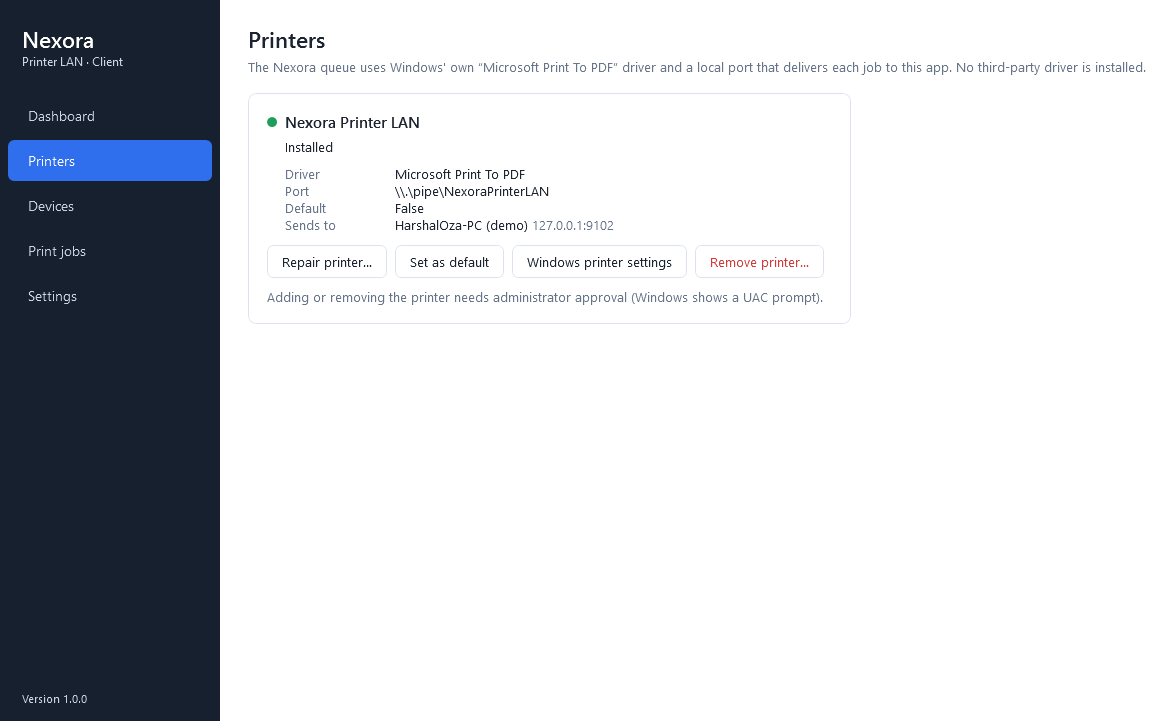 Nexora
Printer LAN · Client
Dashboard
Printers
Devices
Print jobs
Settings
Version 1.0.0
Printers
The Nexora queue uses Windows' own “Microsoft Print To PDF” driver and a local port that delivers each job to this app. No third-party driver is installed.
Nexora Printer LAN
Installed
Driver Microsoft Print To PDF
Port \\.\pipe\NexoraPrinterLAN
Default False
Sends to HarshalOza-PC (demo) 127.0.0.1:9102
Repair printer... Set as default Windows printer settings Remove printer...
Adding or removing the printer needs administrator approval (Windows shows a UAC prompt).